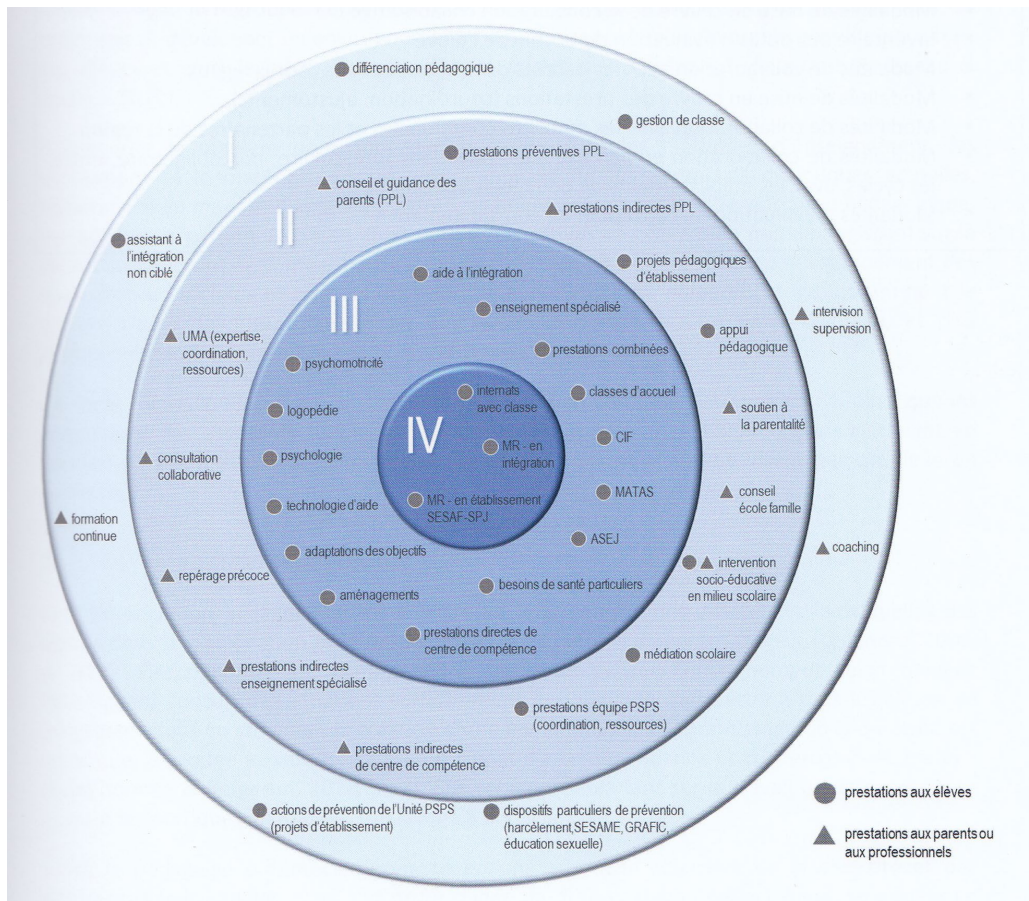 différenciation pédagogique
gestion de classe
I
prestations préventives PPL
conseil et guidance des
parents (PPL)
prestations indirectes PPL
II
assistant à
l'intégration
non ciblé
projets pédagogiques
d'établissement
aide à l'intégration
III
enseignement spécialisé
intervision
supervision
UMA (expertise,
coordination,
ressources)
appui
pédagogique
psychomotricité
prestations combinées
internats
avec classe
classes d'accueil
logopédie
soutien à
la parentalité
IV
CIF
MR - en
intégration
consultation
collaborative
psychologie
MATAS
conseil
école famille
MR - en établissement
SESAF-SPJ
technologie d'aide
formation
continue
ASEJ
coaching
adaptations des objectifs
intervention
socio-éducative
en milieu scolaire
repérage précoce
besoins de santé particuliers
aménagements
prestations directes de
centre de compétence
médiation scolaire
prestations indirectes
enseignement spécialisé
prestations équipe PSPS
(coordination, ressources)
prestations indirectes
de centre de compétence
actions de prévention de l'Unité PSPS
(projets d'établissement)
dispositifs particuliers de prévention
(harcèlement,SESAME, GRAFIC,
éducation sexuelle)
prestations aux élèves
prestations aux parents ou
aux professionnels